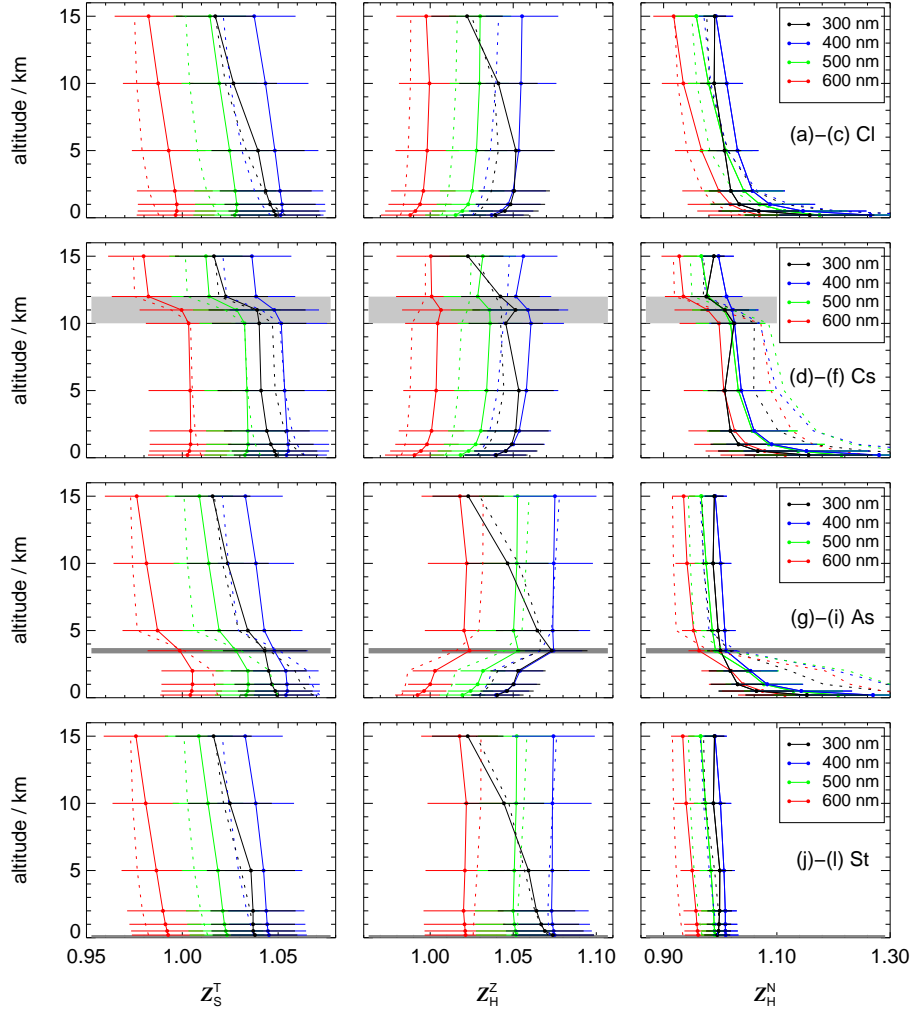 altitude / km
15
10
5
0
300 nm
400 nm
500 nm
600 nm
(a)−(c) Cl
altitude / km
15
10
5
0
300 nm
400 nm
500 nm
600 nm
(d)−(f) Cs
altitude / km
15
10
5
0
300 nm
400 nm
500 nm
600 nm
(g)−(i) As
altitude / km
15
10
5
0
300 nm
400 nm
500 nm
600 nm
(j)−(l) St
0.95 1.00 1.05 1.00 1.05 1.10 0.90 1.00 1.10 1.30
Z_S^T Z_H^Z Z_H^N